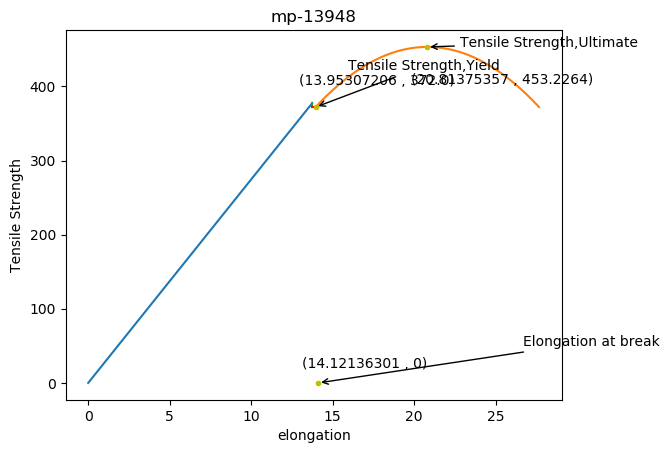 mp-13948
Tensile Strength,Ultimate
Tensile Strength,Yield
(13.95307206 , 372.0)
(20.81375357 , 453.2264)
400
300
200
100
0
Tensile Strength
Elongation at break
(14.12136301 , 0)
0 5 10 15 20 25
elongation